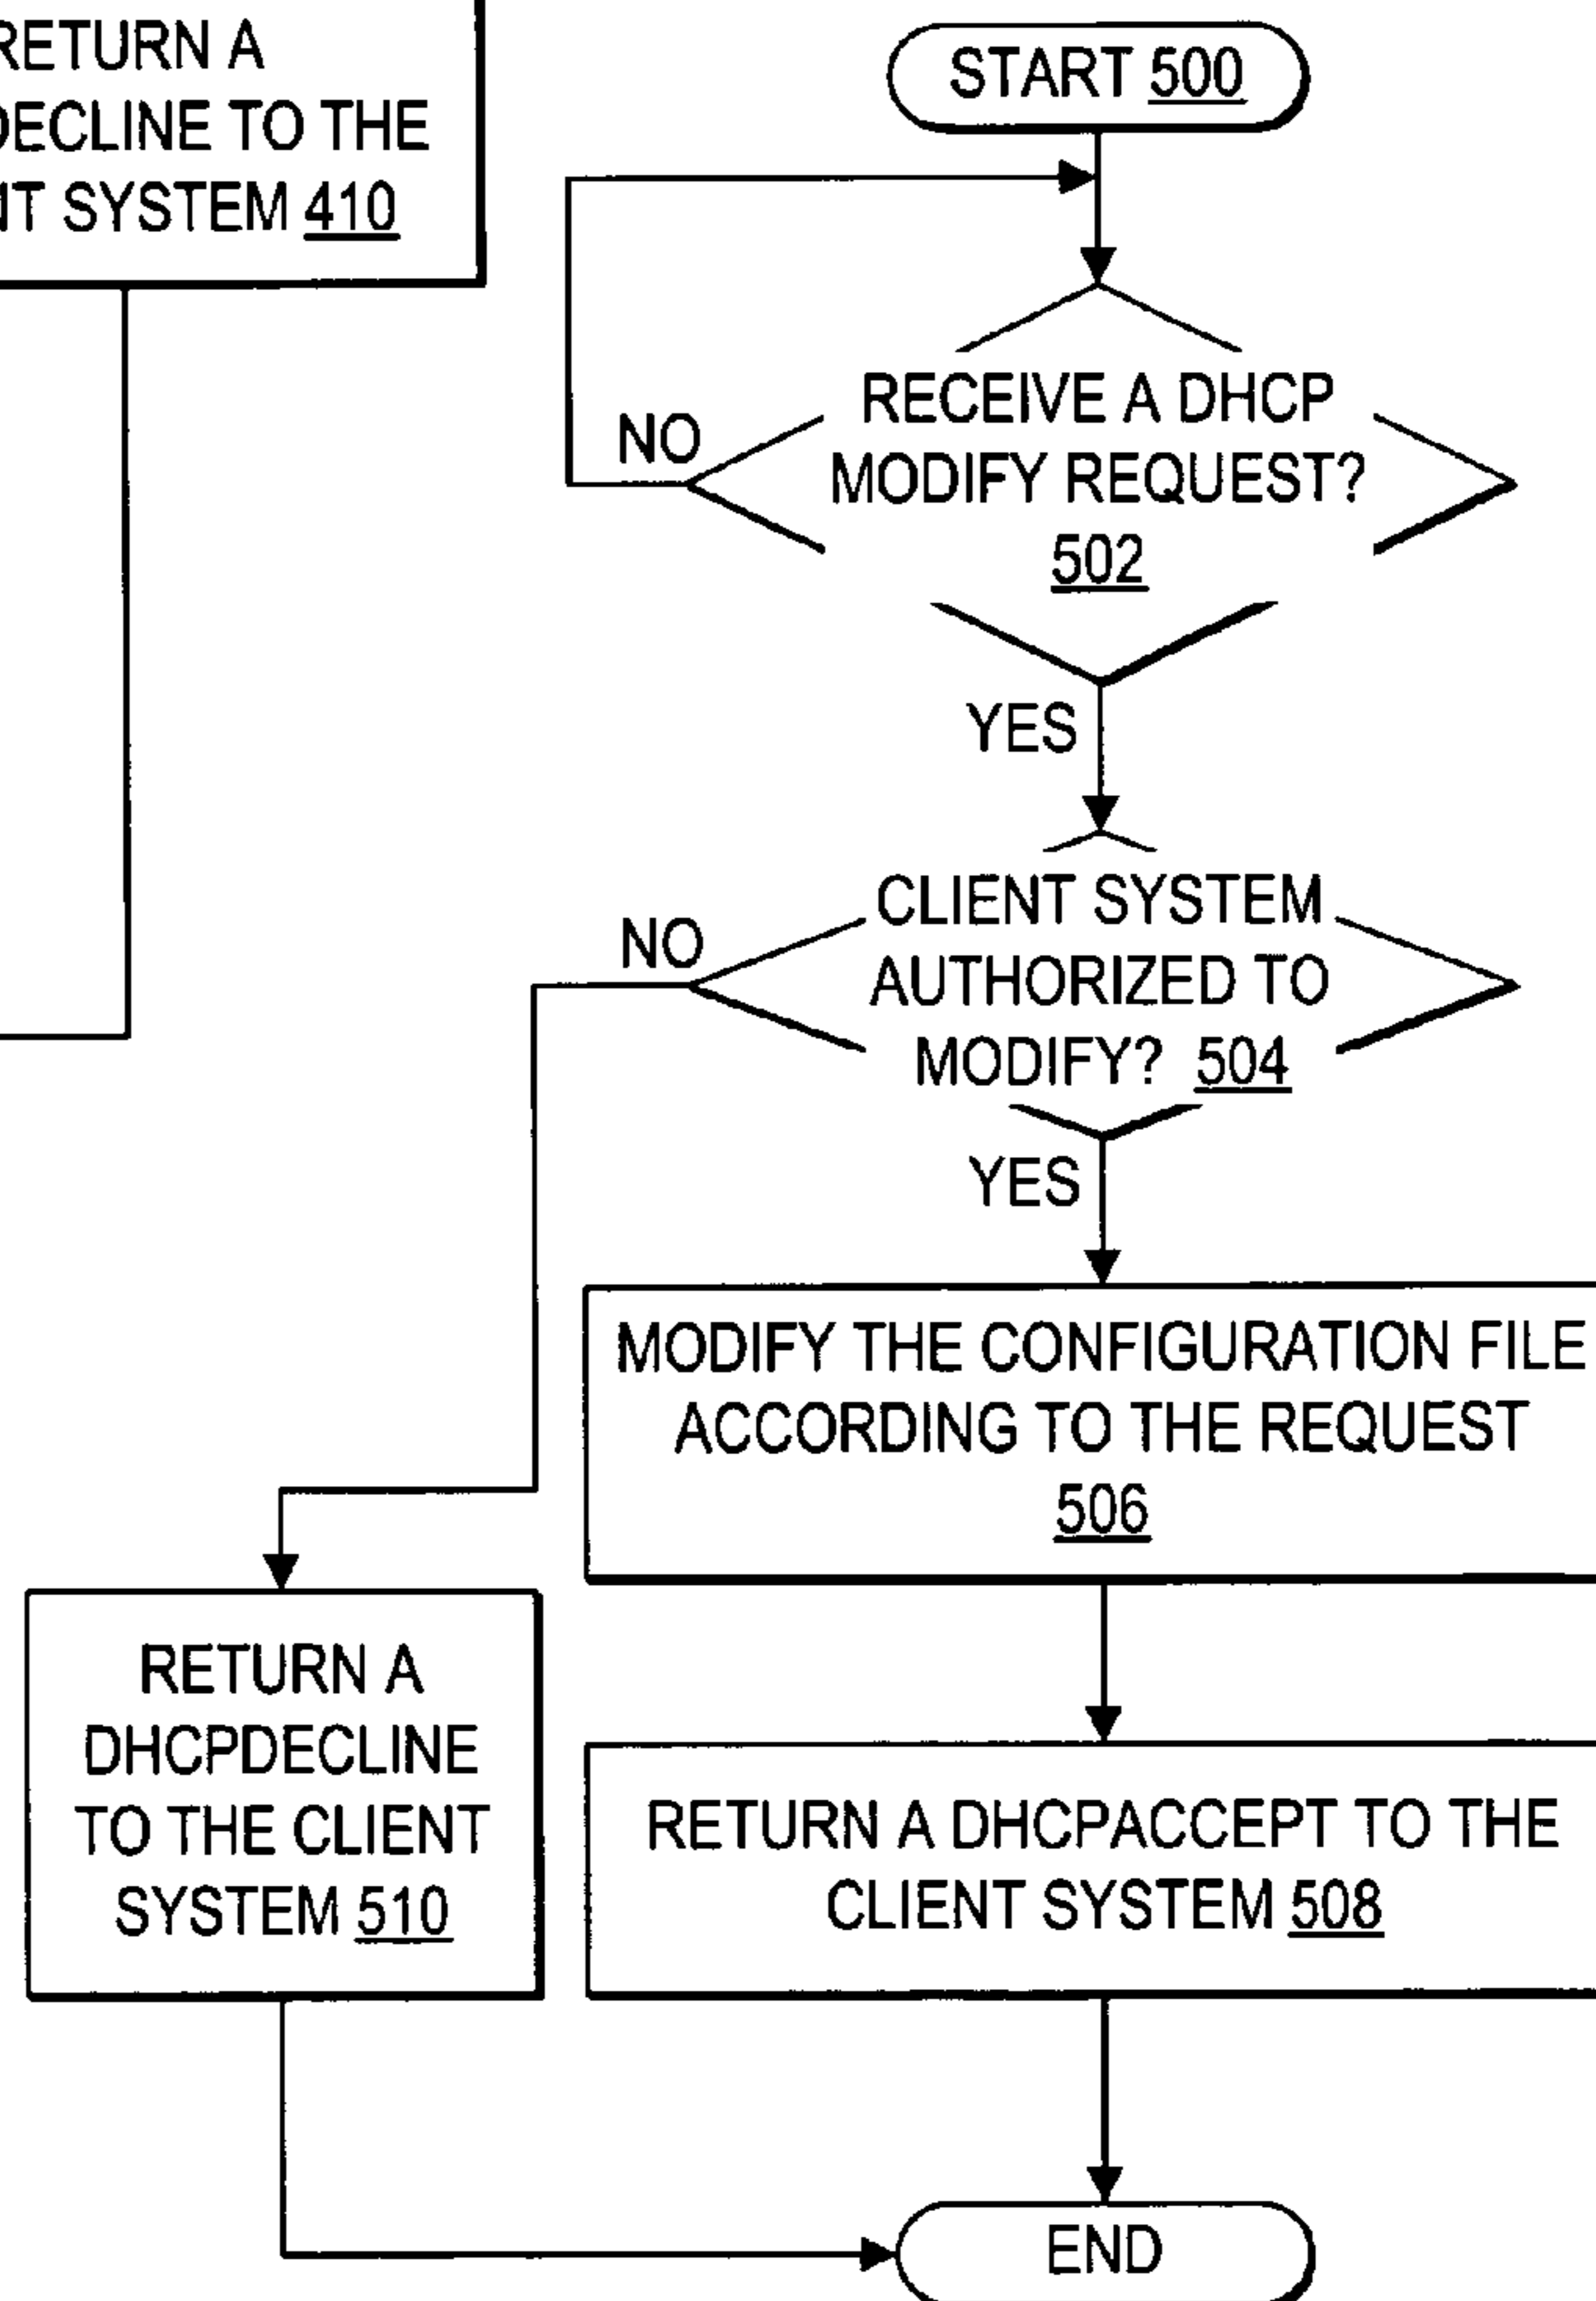 RETURN A
TO THE
SYSTEM 410
START 500
RECEIVE A DHCP
MODIFY REQUEST?
502
NO
YES
CLIENT SYSTEM
AUTHORIZED TO
MODIFY? 504
NO
YES
MODIFY THE CONFIGURATION FILE
ACCORDING TO THE REQUEST
506
RETURN A
DHCPDECLINE
TO THE CLIENT
SYSTEM 510
RETURN A DHCPACCEPT TO THE
CLIENT SYSTEM 508
END